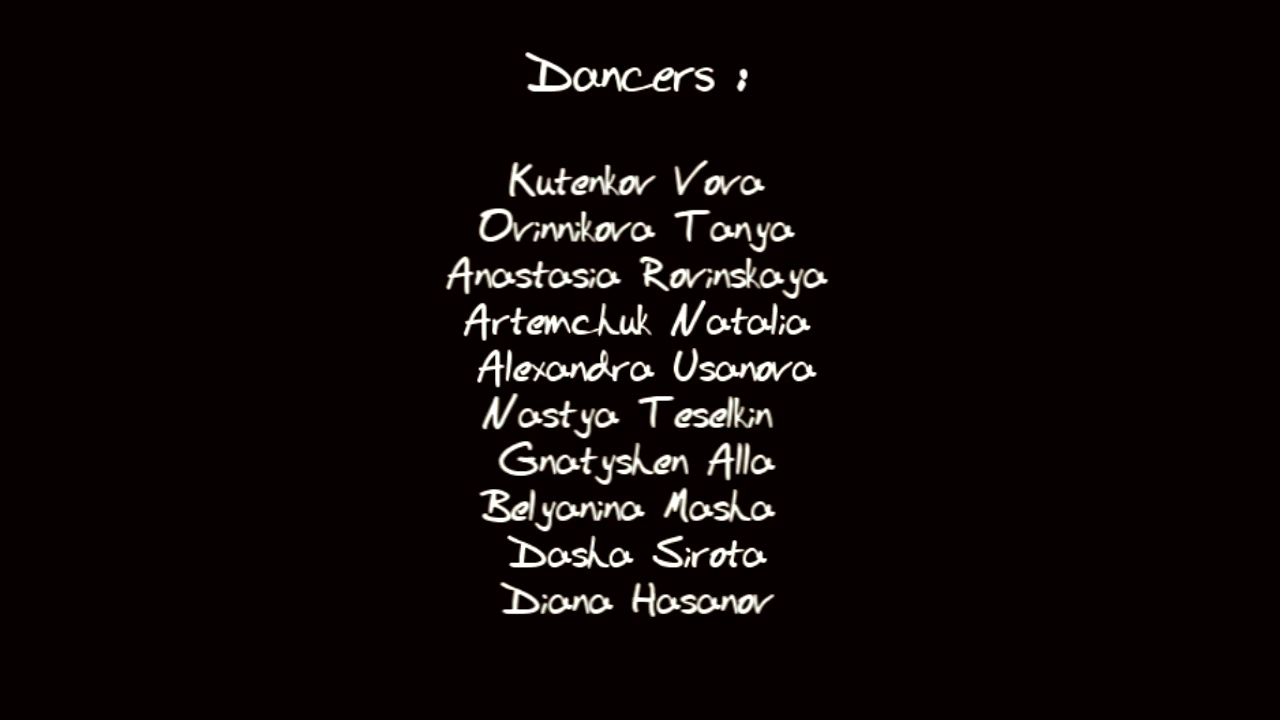 Dancers :
Kutenkov Vova
Ovinnikova Tanya
Anastasia Rovinskaya
Artemchuk Natalia
Alexandra Usanova
Nastya Teselkin
Gnatyshen Alla
Belyanina Masha
Dasha Sirota
Diana Hasanov